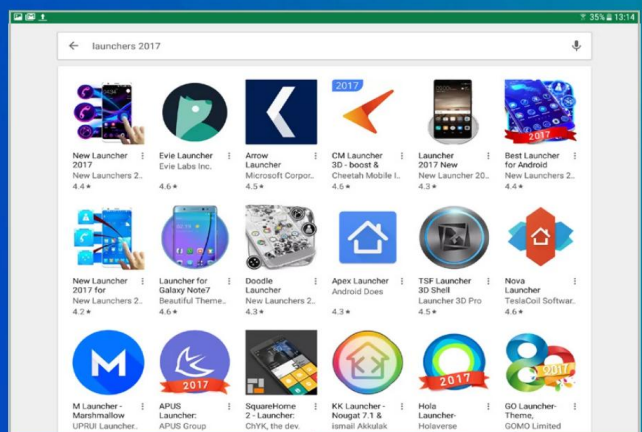 35% 13:14
launchers 2017
2017
2017
New Launcher 2017
New Launchers 2..
4.4★
Evie Launcher
Evie Labs Inc.
4.6★
Arrow Launcher
Microsoft Corpor..
4.5★
CM Launcher 3D - boost &
Cheetah Mobile I..
4.6★
Launcher 2017 New
New Launcher 20..
4.3★
Best Launcher for Android
New Launchers 2..
4.4★
New Launcher 2017 for
New Launchers 2..
4.2★
Launcher for Galaxy Note7
Beautiful Theme..
4.6★
Doodle Launcher
New Launchers 2..
4.3★
Apex Launcher
Android Does
4.3★
TSF Launcher 3D Shell
Launcher 3D Pro
4.5★
Nova Launcher
TeslaCoil Softwar..
4.6★
M
2017
2017
2017
M Launcher - Marshmallow
UPRUI Launcher..
APUS Launcher:
APUS Group
SquareHome 2 - Launcher:
ChYK, the dev.
KK Launcher - Nougat 7.1 &
ismail Akkulak
Hola Launcher-
Holaverse
GO Launcher- Theme,
GOMO Limited